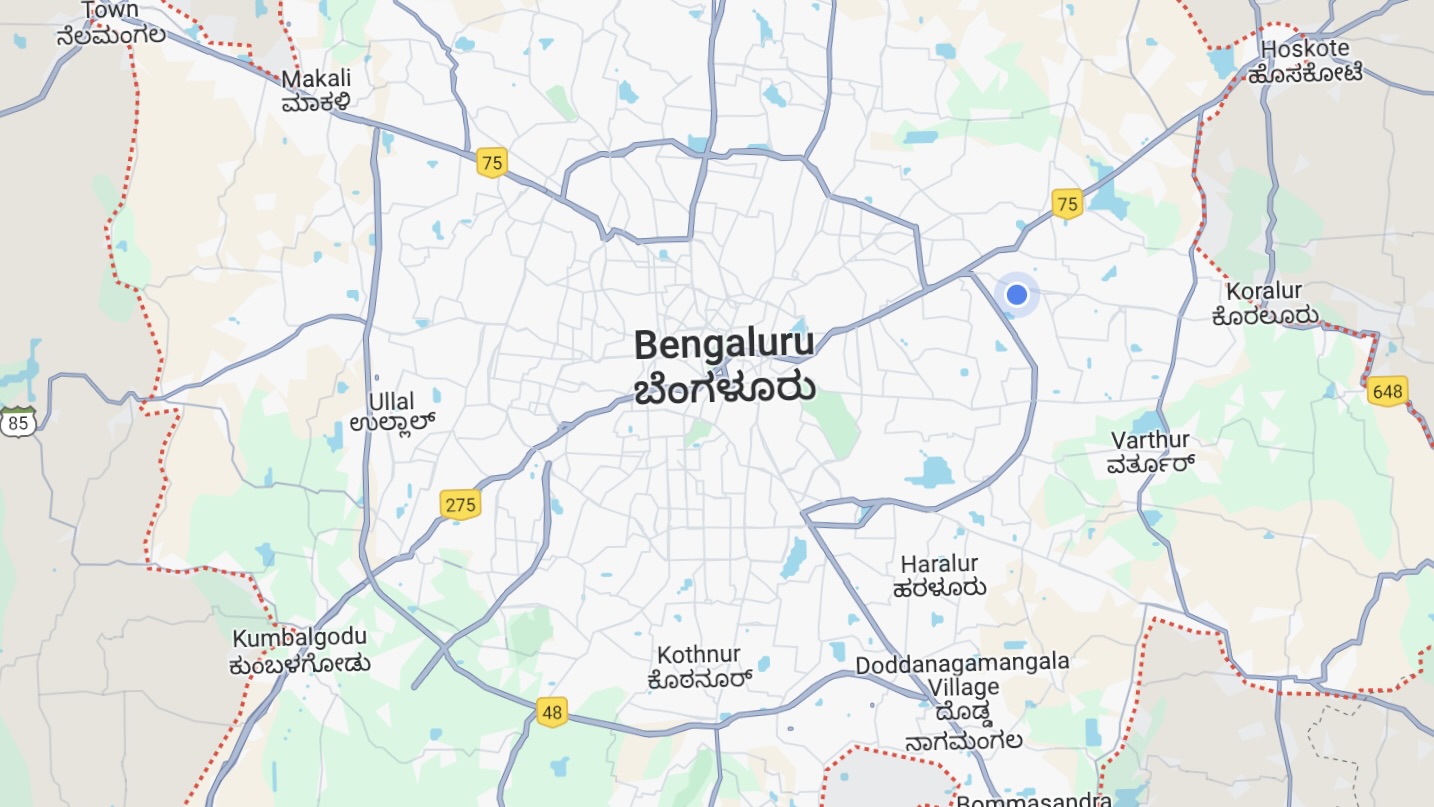 Town
ನೆಲಮಂಗಲ
Hoskote
ಹೊಸಕೋಟೆ
Makali
ಮಾಕಳಿ
75
75
Koralur
ಕೊರಲೂರು
Bengaluru
ಬೆಂಗಳೂರು
648
Ullal
ಉಲ್ಲಾಲ್
85
Varthur
ವರ್ತೂರ್
275
Haralur
ಹರಳೂರು
Kumbalgodu
ಕುಂಬಳಗೋಡು
Kothnur
ಕೊಠನೂರ್
Doddanagamangala
Village
ದೊಡ್ಡ
ನಾಗಮಂಗಲ
48
Bommasandra